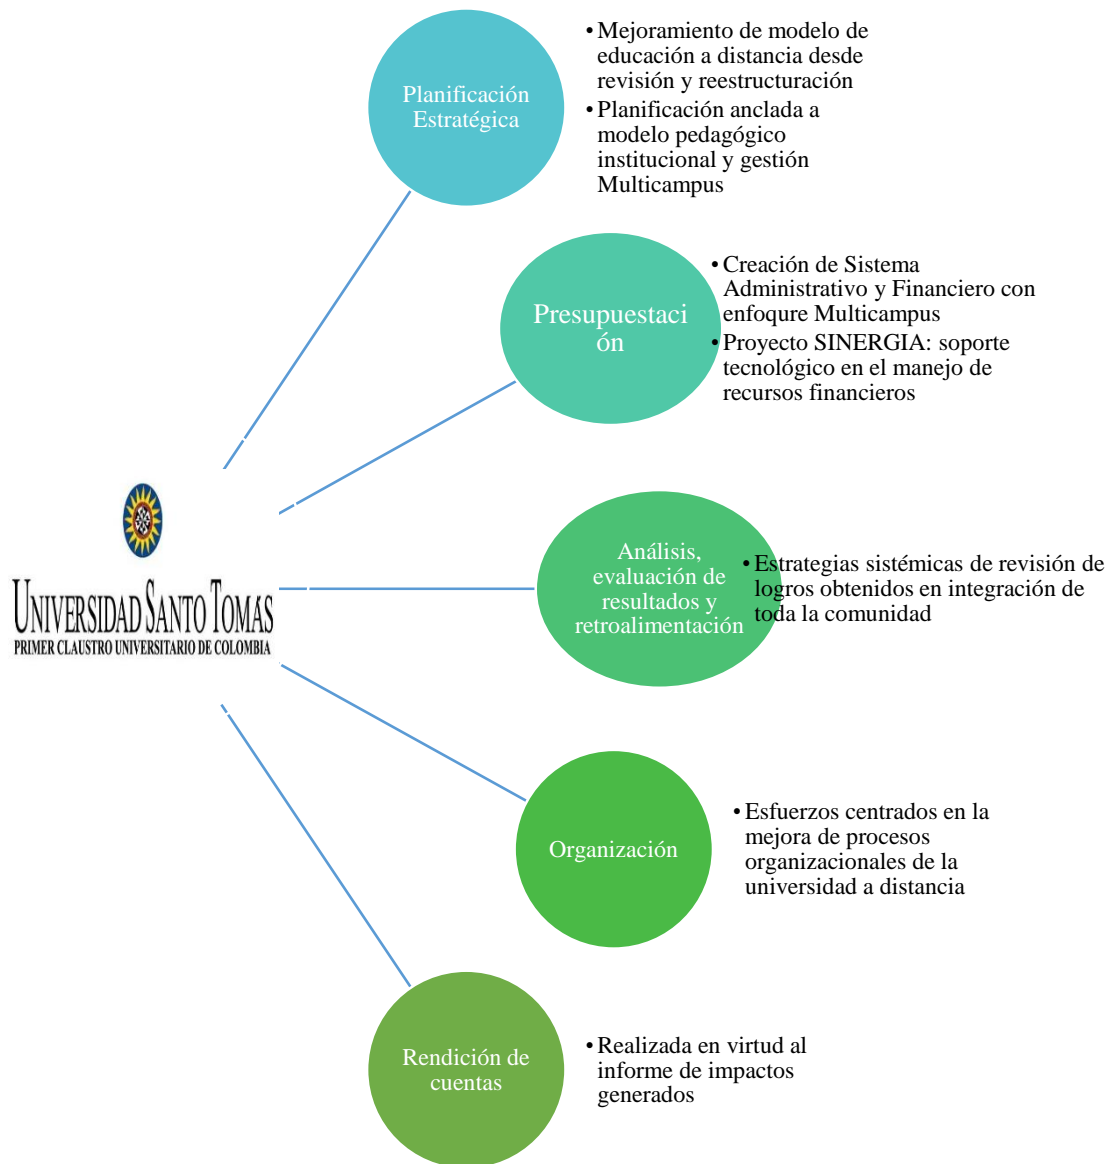 Planificación
Estratégica
• Mejoramiento de modelo de
educación a distancia desde
revisión y reestructuración
• Planificación anclada a
modelo pedagógico
institucional y gestión
Multicampus
Presupuestaci
ón
• Creación de Sistema
Administrativo y Financiero con
enfoqure Multicampus
• Proyecto SINERGIA: soporte
tecnológico en el manejo de
recursos financieros
UNIVERSIDAD SANTO TOMÁS
PRIMER CLAUSTRO UNIVERSITARIO DE COLOMBIA
Análisis,
evaluación de
resultados y
retroalimentación
• Estrategias sistémicas de revisión de
logros obtenidos en integración de
toda la comunidad
Organización
• Esfuerzos centrados en la
mejora de procesos
organizacionales de la
universidad a distancia
Rendición de
cuentas
• Realizada en virtud al
informe de impactos
generados